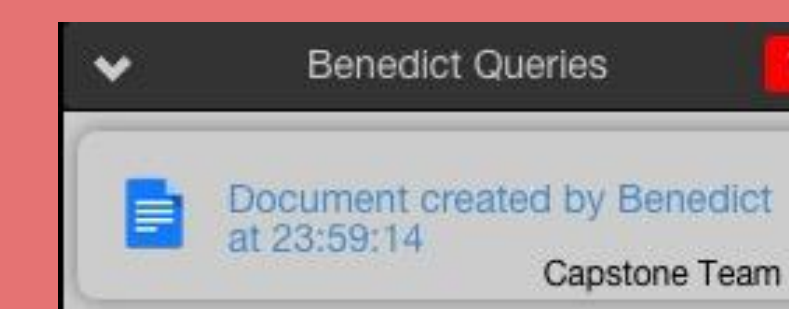 Benedict Queries
Document created by Benedict
at 23:59:14
Capstone Team